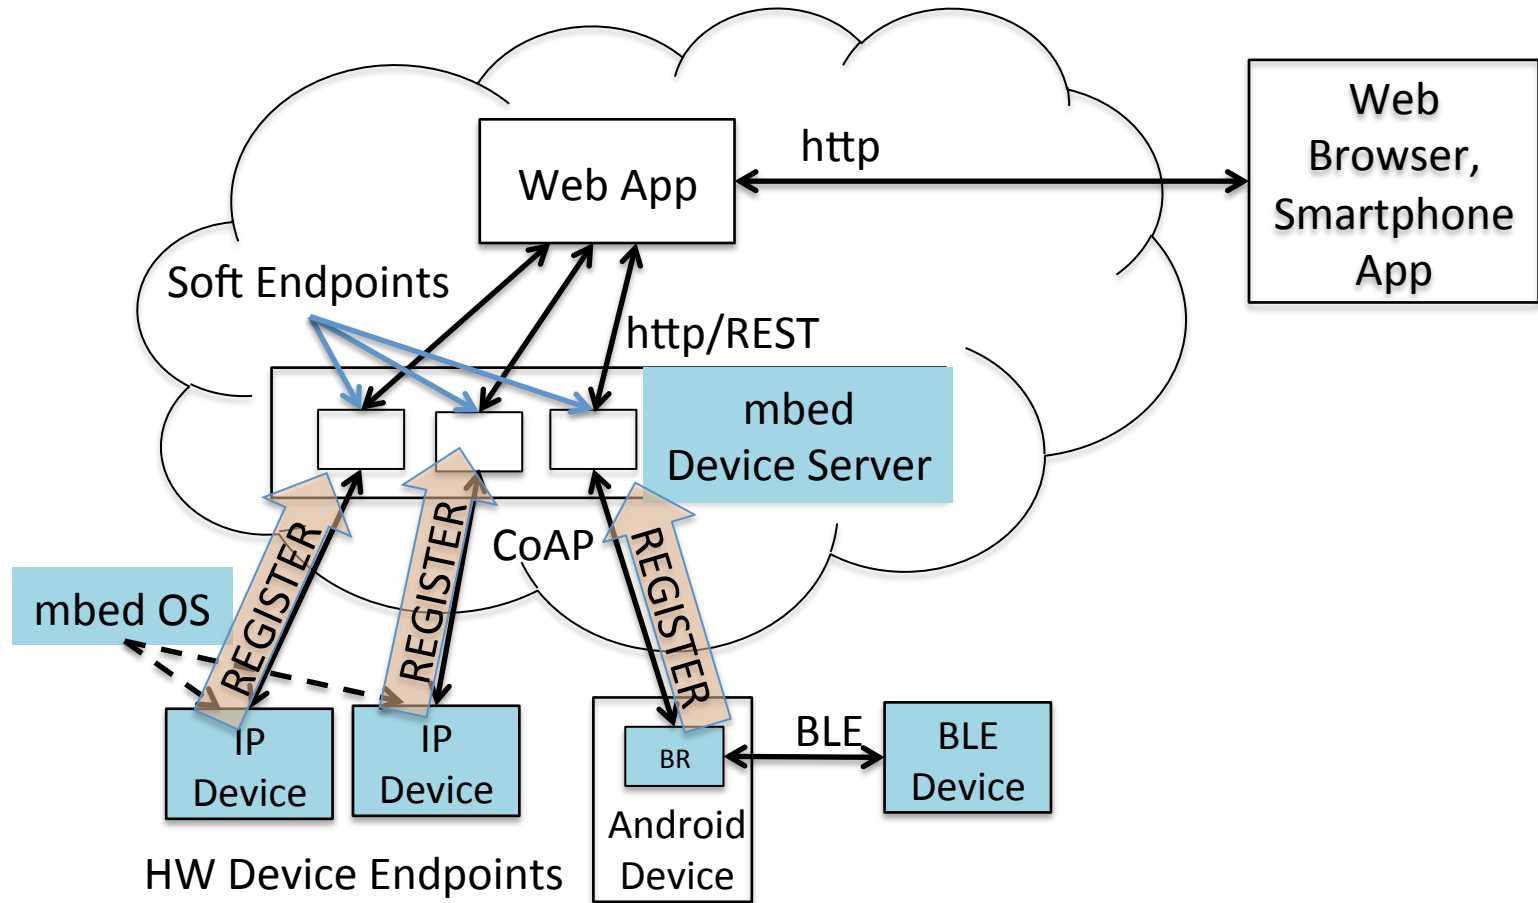 Web
Browser,
Smartphone
App
http
Web App
Soft Endpoints
http/REST
mbed
Device Server
CoAP
REGISTER
REGISTER
REGISTER
mbed OS
IP
Device
IP
Device
BR
Android
Device
BLE
BLE
Device
HW Device Endpoints